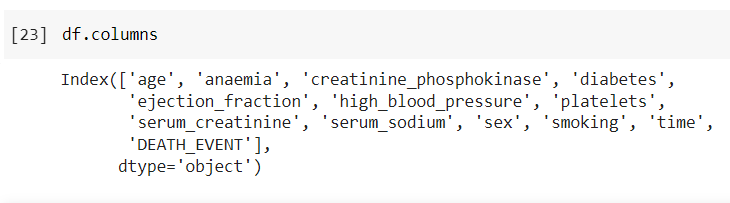 [23] df.columns
Index(['age', 'anaemia', 'creatinine_phosphokinase', 'diabetes',
'ejection_fraction', 'high_blood_pressure', 'platelets',
'serum_creatinine', 'serum_sodium', 'sex', 'smoking', 'time',
'DEATH_EVENT'],
dtype='object')